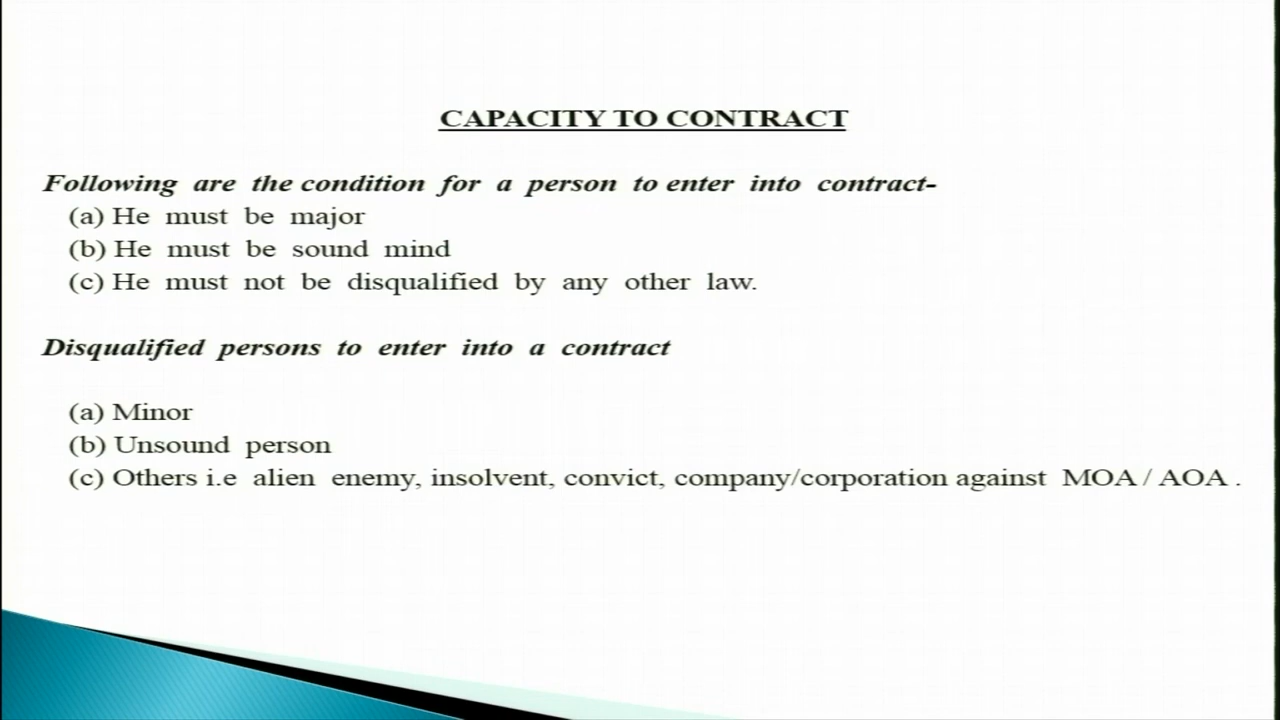 CAPACITY TO CONTRACT
Following are the condition for a person to enter into contract-
(a) He must be major
(b) He must be sound mind
(c) He must not be disqualified by any other law.
Disqualified persons to enter into a contract
(a) Minor
(b) Unsound person
(c) Others i.e alien enemy, insolvent, convict, company/corporation against MOA / AOA .